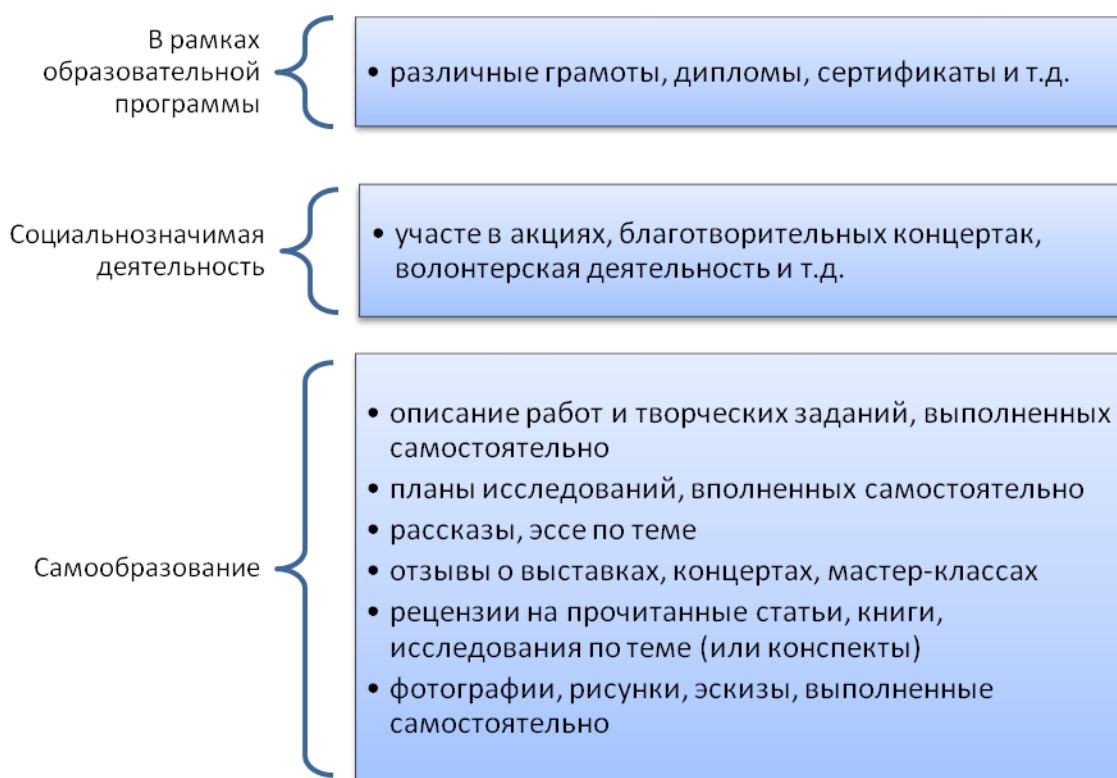 В рамках
образовательной
программы
• различные грамоты, дипломы, сертификаты и т.д.
Социальнозначимая
деятельность
• участе в акциях, благотворительных концертак,
волонтерская деятельность и т.д.
Самообразование
• описание работ и творческих заданий, выполненных
самостоятельно
• планы исследований, вполненных самостоятельно
• рассказы, эссе по теме
• отзывы о выставках, концертах, мастер-классах
• рецензии на прочитанные статьи, книги,
исследования по теме (или конспекты)
• фотографии, рисунки, эскизы, выполненные
самостоятельно